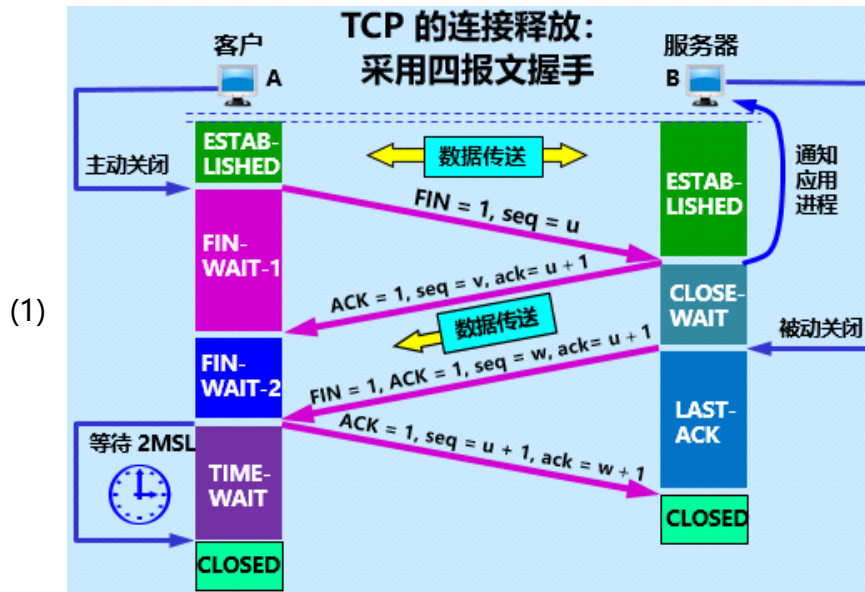 TCP 的连接释放：
采用四报文握手
客户
服务器
A
B
ESTAB-
LISHED
数据传送
通知
应用
进程
主动关闭
ESTAB-
LISHED
FIN = 1, seq = u
FIN-
WAIT-1
ACK = 1, seq = v, ack= u + 1
CLOSE-
WAIT
(1)
数据传送
被动关闭
FIN-
WAIT-2
FIN = 1, ACK = 1, seq = w, ack= u + 1
LAST-
ACK
ACK = 1, seq = u + 1, ack = w + 1
等待 2MSL
TIME-
WAIT
CLOSED
CLOSED